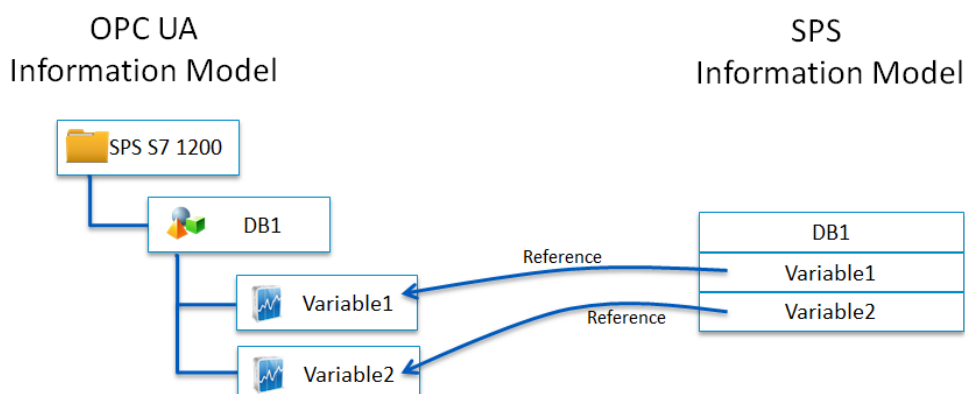 OPC UA
Information Model
SPS
Information Model
SPS S7 1200
DB1
Variable1
Variable2
Reference
Reference
DB1
Variable1
Variable2